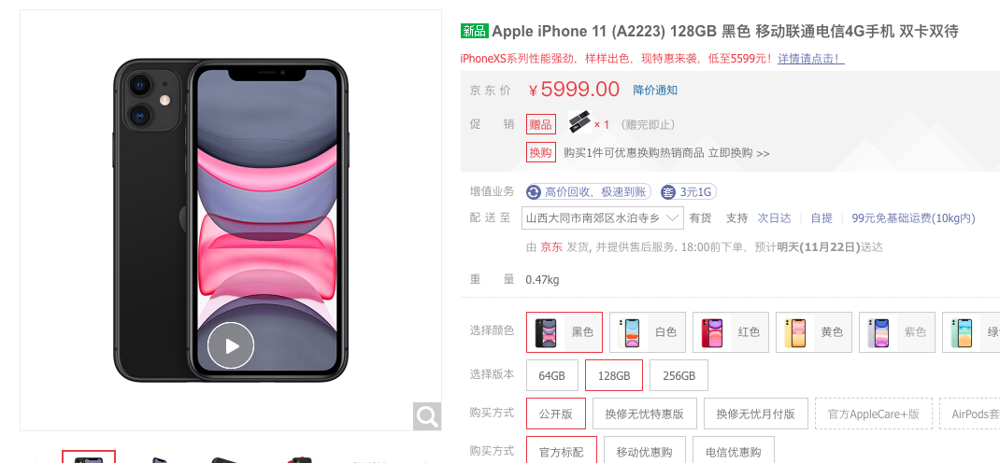 新品 Apple iPhone 11 (A2223) 128GB 黑色 移动联通电信4G手机 双卡双待
iPhoneXS系列性能强劲，样样出色，现特惠来袭，低至5599元！详情请点击！
京东价 ￥5999.00 降价通知
促销 赠品 × 1 （赠完即止）
换购 购买1件可优惠换购热销商品 立即换购 >>
增值业务 高价回收，极速到账 套 3元1G
配送至 山西大同市南郊区水泊寺乡 有货 支持 次日达 自提 99元免基础运费(10kg内)
由 京东 发货, 并提供售后服务. 18:00前下单，预计明天(11月22日)送达
重量 0.47kg
选择颜色 黑色 白色 红色 黄色 紫色
选择版本 64GB 128GB 256GB
购买方式 公开版 换修无忧特惠版 换修无忧月付版 官方AppleCare+版 AirPods套
购买方式 官方标配 移动优惠购 电信优惠购